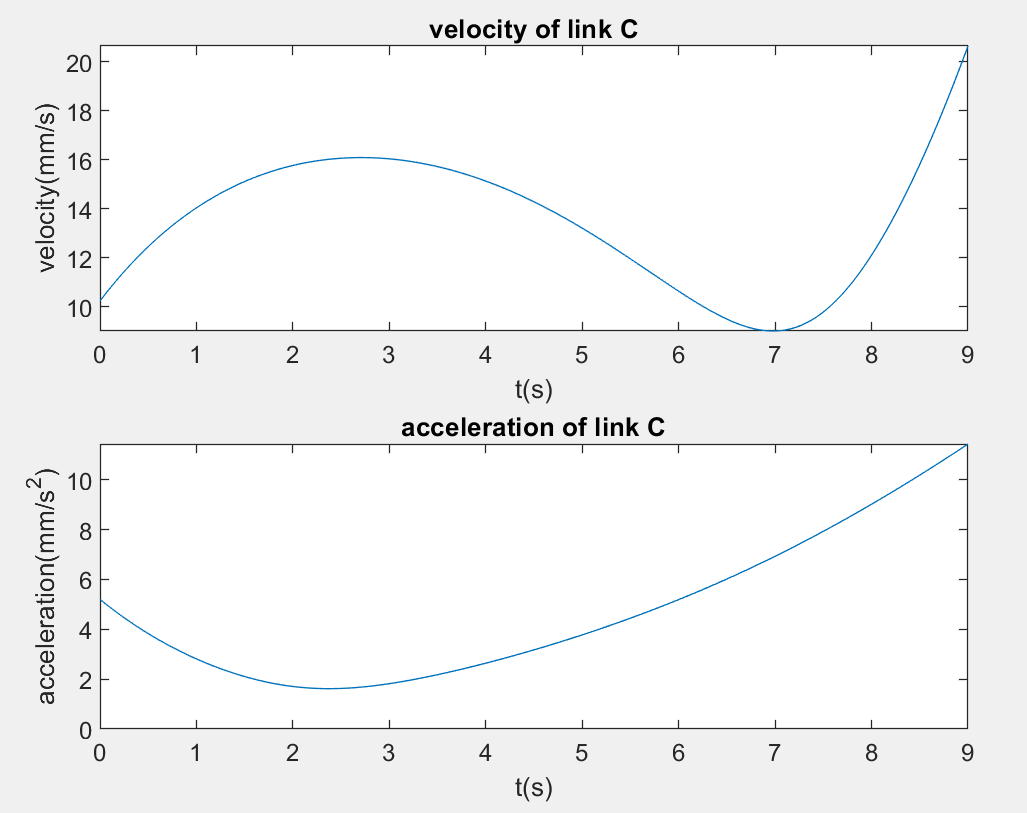 velocity of link C
velocity(mm/s)
20
18
16
14
12
10
0 1 2 3 4 5 6 7 8 9
t(s)
acceleration of link C
acceleration(mm/s²)
10
8
6
4
2
0
0 1 2 3 4 5 6 7 8 9
t(s)